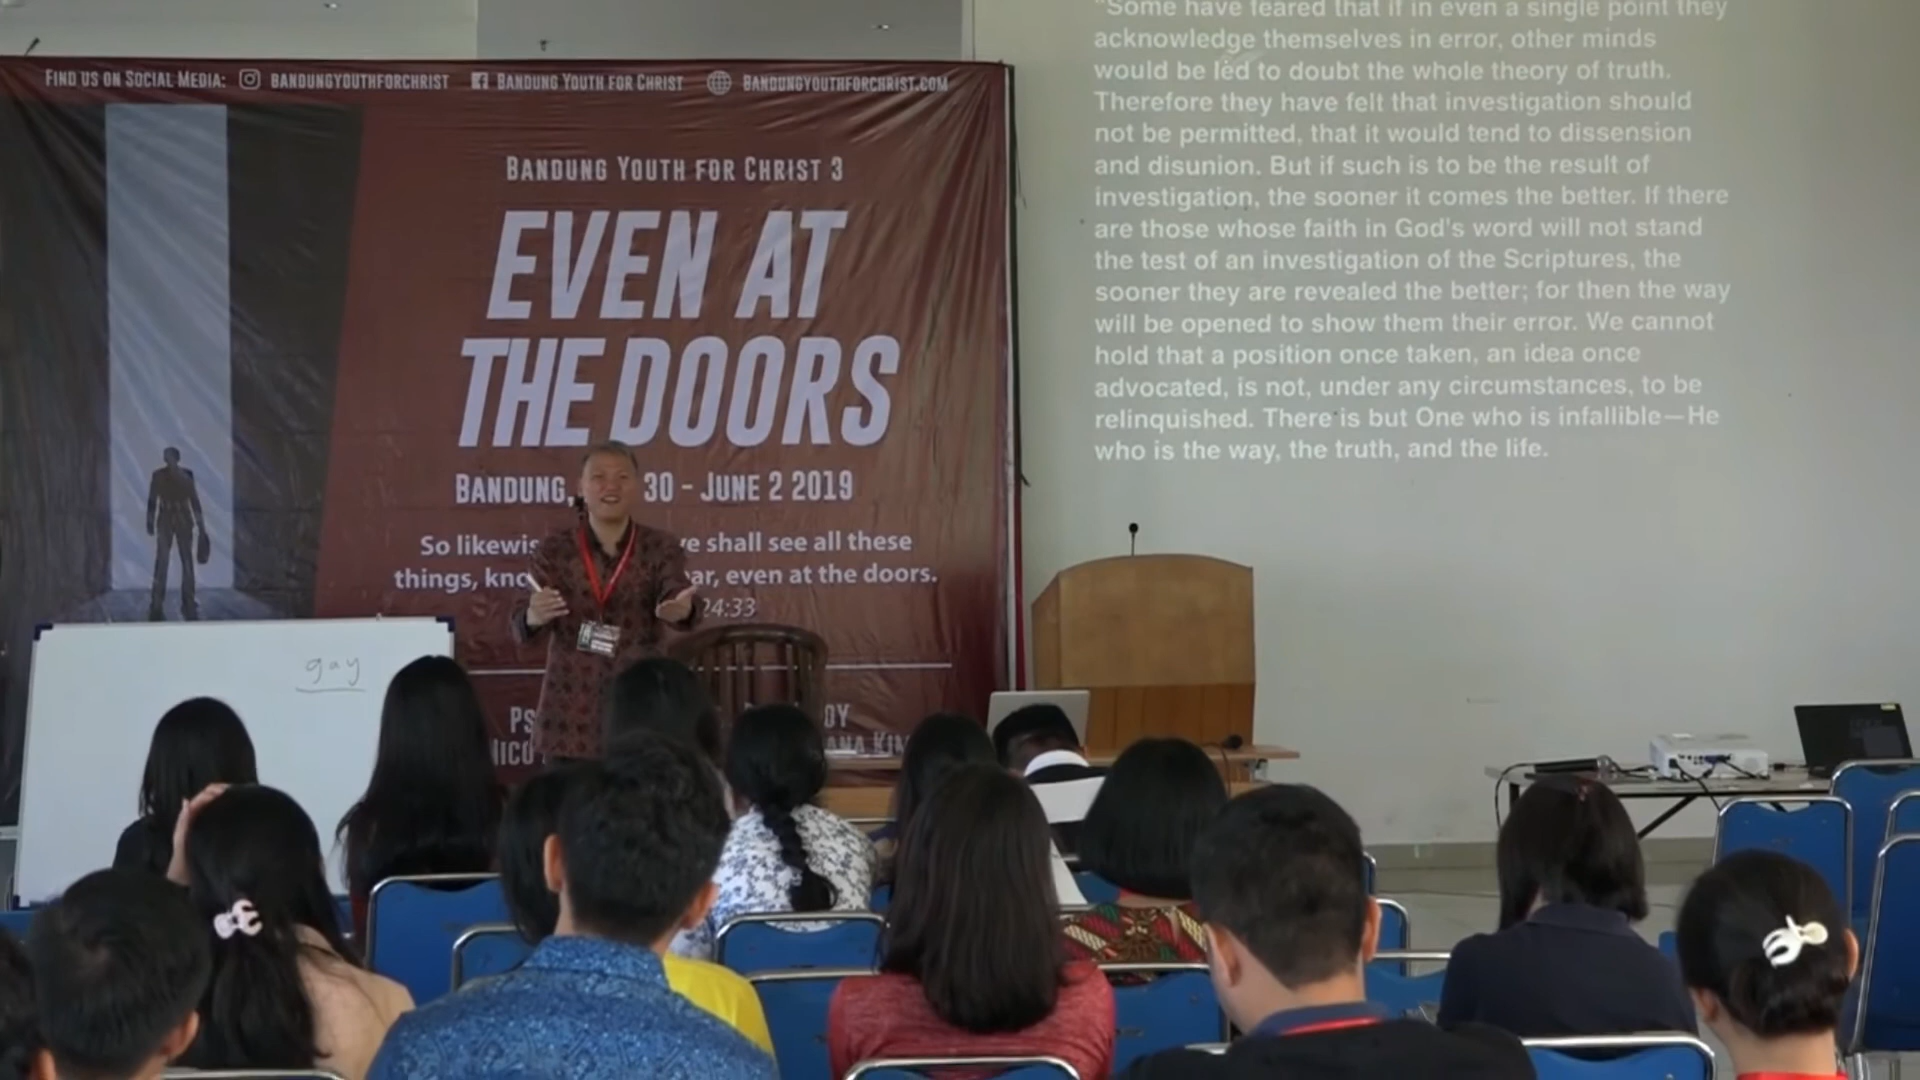 FIND US ON SOCIAL MEDIA: BANDUNGYOUTHFORCHRIST BANDUNG YOUTH FOR CHRIST BANDUNGYOUTHFORCHRIST.COM
BANDUNG YOUTH FOR CHRIST 3
EVEN AT
THE DOORS
BANDUNG, 30 - JUNE 2 2019
So likewis ye shall see all these
things, kno ar, even at the doors.
24:33
gay
"Some have feared that if in even a single point they
acknowledge themselves in error, other minds
would be led to doubt the whole theory of truth.
Therefore they have felt that investigation should
not be permitted, that it would tend to dissension
and disunion. But if such is to be the result of
investigation, the sooner it comes the better. If there
are those whose faith in God's word will not stand
the test of an investigation of the Scriptures, the
sooner they are revealed the better; for then the way
will be opened to show them their error. We cannot
hold that a position once taken, an idea once
advocated, is not, under any circumstances, to be
relinquished. There is but One who is infallible—He
who is the way, the truth, and the life.